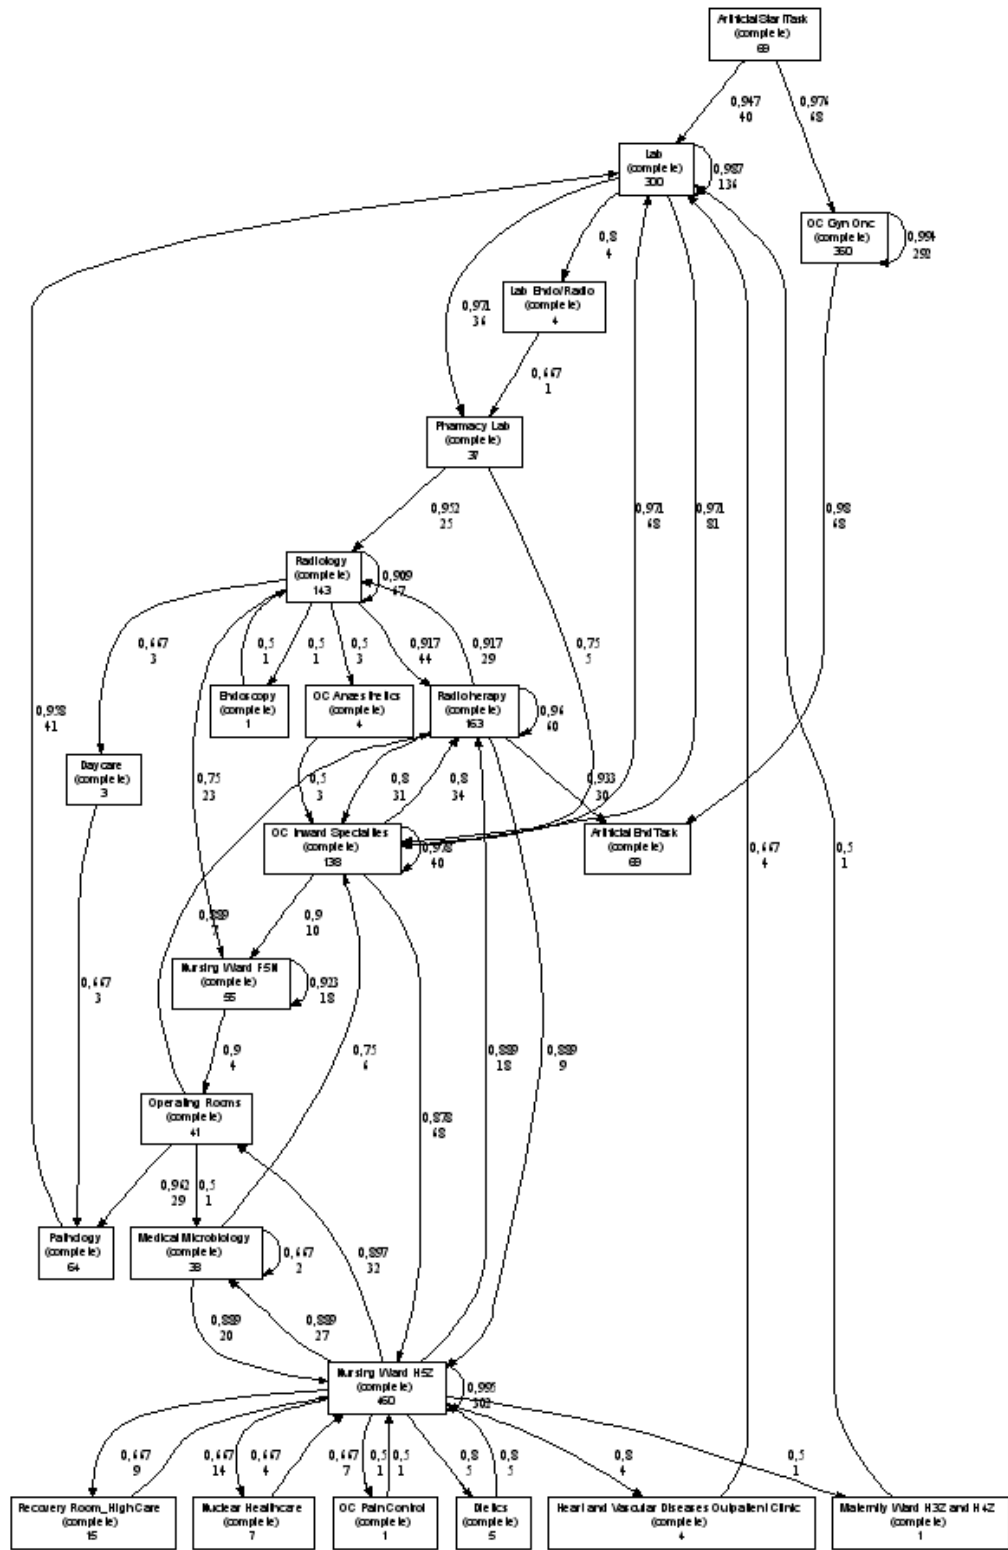 ArtificialStartTask
(complete)
69
0,947
40
0,976
68
Lab
(complete)
300
0,987
136
OC Gyn Onc
(complete)
360
0,994
292
0,8
4
Lab Endo/Radio
(complete)
4
0,971
36
0,667
1
Pharmacy Lab
(complete)
37
0,952
25
0,971
68
0,971
81
0,98
68
Radiology
(complete)
143
0,909
67
0,667
3
0,5
1
0,5
1
0,5
3
0,917
44
0,917
29
0,75
5
Endoscopy
(complete)
1
OC Anaesthetics
(complete)
4
Radiotherapy
(complete)
163
0,96
60
0,938
41
Daycare
(complete)
3
0,75
23
0,5
3
0,8
31
0,8
34
0,933
30
OC Inward Specialties
(complete)
138
0,978
40
ArtificialEndTask
(complete)
69
0,667
4
0,5
1
0,889
7
0,9
10
Nursing Ward F5N
(complete)
55
0,923
18
0,667
3
0,9
4
0,75
6
0,889
18
0,889
9
Operating Rooms
(complete)
41
0,878
68
0,962
29
0,5
1
Pathology
(complete)
64
Medical Microbiology
(complete)
38
0,667
2
0,897
32
0,889
20
0,889
27
Nursing Ward H5Z
(complete)
460
0,995
302
0,667
9
0,667
14
0,667
4
0,667
7
0,5
1
0,5
1
0,8
5
0,8
5
0,8
4
0,5
1
Recovery Room_High Care
(complete)
15
Nuclear Healthcare
(complete)
7
OC Pain Control
(complete)
1
Dietics
(complete)
5
Heart and Vascular Diseases Outpatient Clinic
(complete)
4
Maternity Ward H3Z and H4Z
(complete)
1